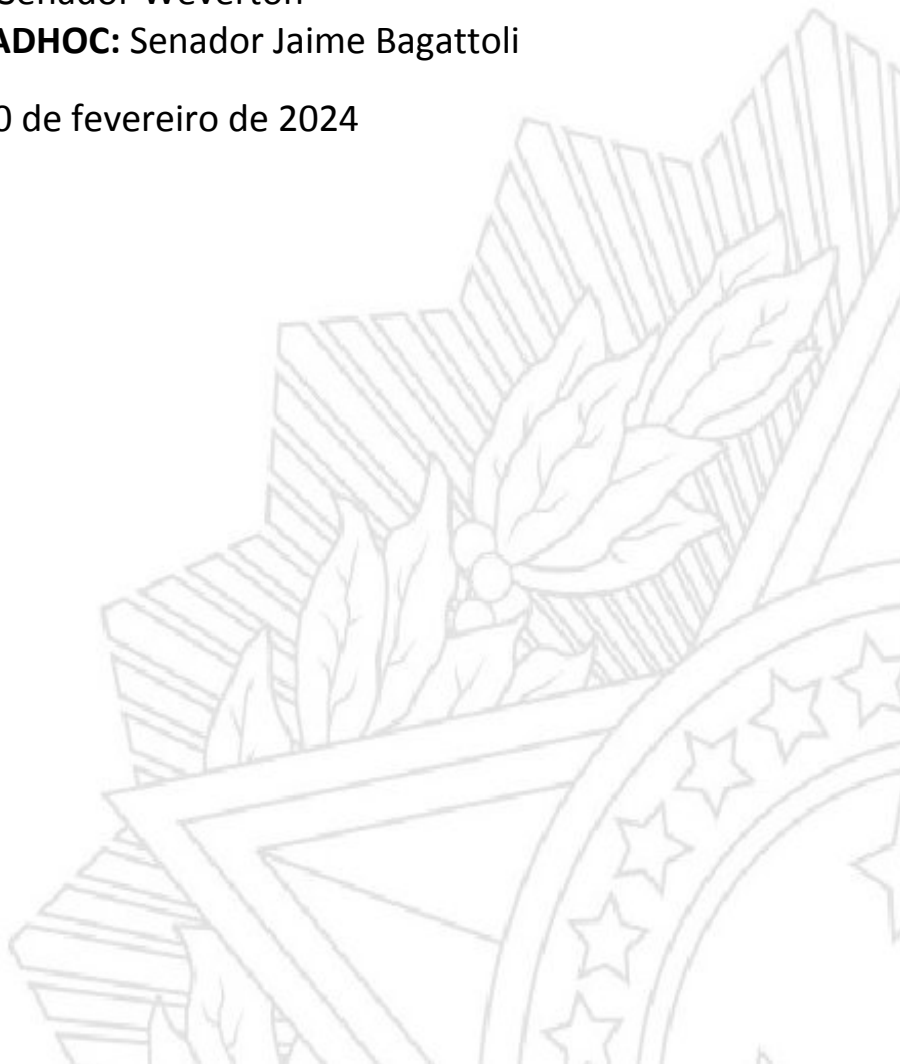 Senador Weverton
ADHOC: Senador Jaime Bagattoli
0 de fevereiro de 2024